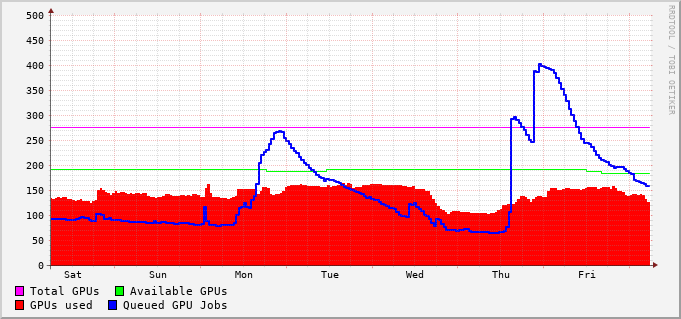 500
450
400
350
300
250
200
150
100
50
0
Sat Sun Mon Tue Wed Thu Fri
Total GPUs Available GPUs
GPUs used Queued GPU Jobs
RRDTOOL / TOBI OETIKER